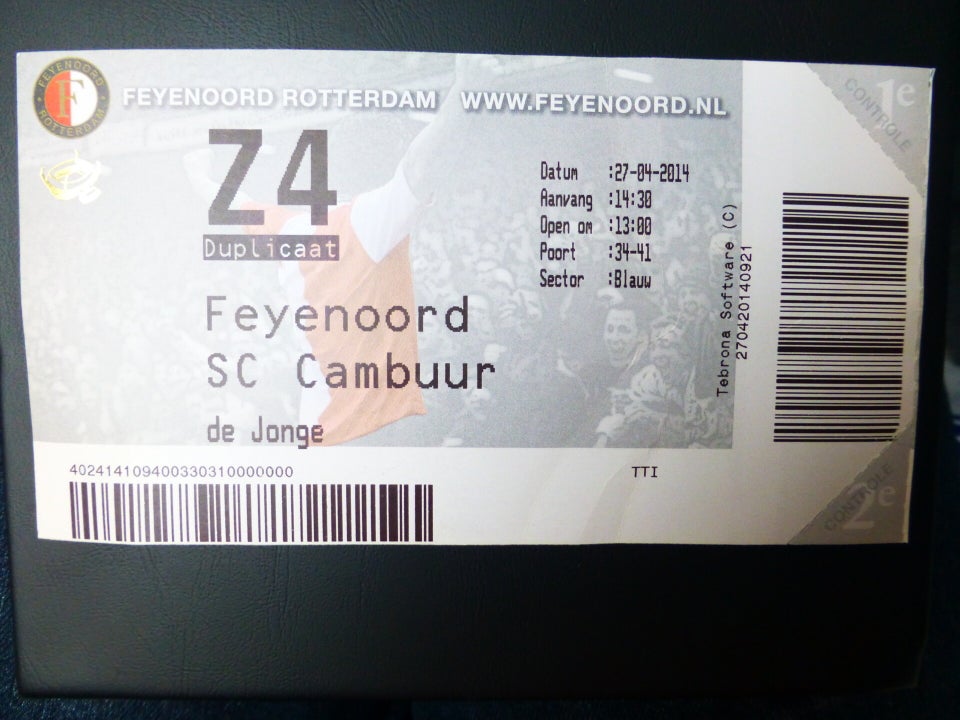 FEYENOORD
ROTTERDAM
F
FEYENOORD ROTTERDAM WWW.FEYENOORD.NL
Z4
Duplicaat
Datum :27-04-2014
Aanvang :14:30
Open om :13:00
Poort :34-41
Sector :Blauw
Feyenoord
SC Cambuur
de Jonge
402414109400330310000000
TTI
Tebrona Software (C)
270420140921
1e
CONTROLE
CONTROLE
2e